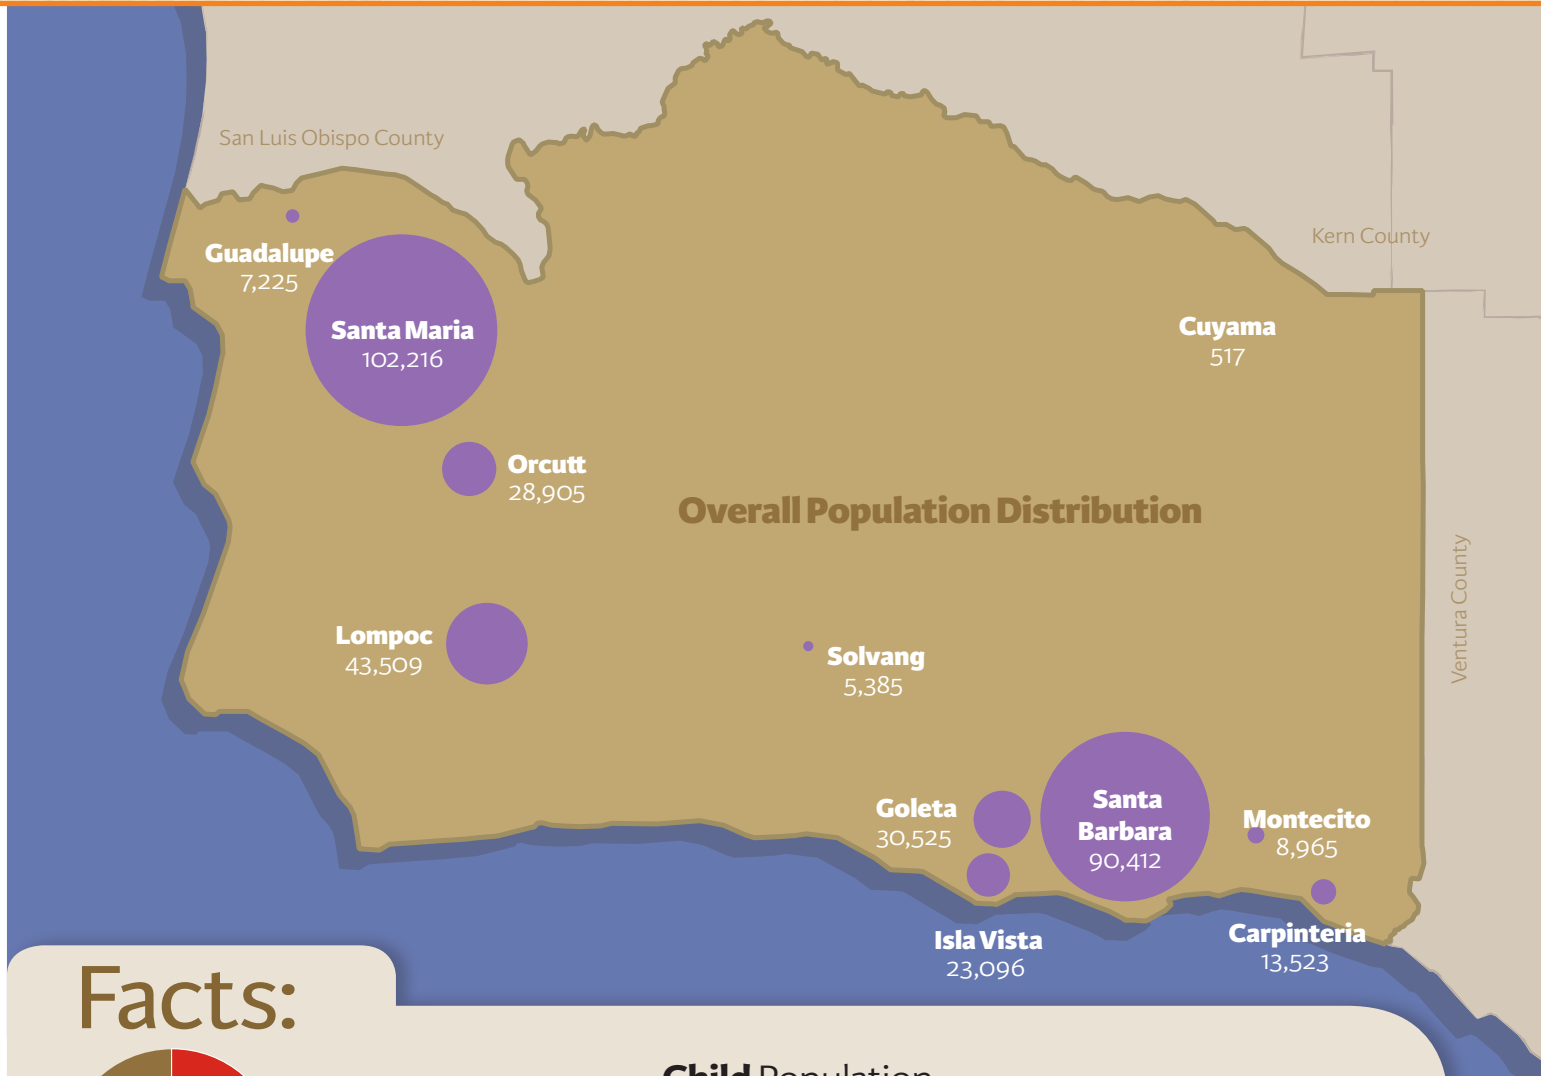 San Luis Obispo County
Kern County
Guadalupe
7,225
Santa Maria
102,216
Cuyama
517
Orcutt
28,905
Overall Population Distribution
Ventura County
Lompoc
43,509
Solvang
5,385
Goleta
30,525
Santa
Barbara
90,412
Montecito
8,965
Isla Vista
23,096
Carpinteria
13,523
Facts:
Child Population